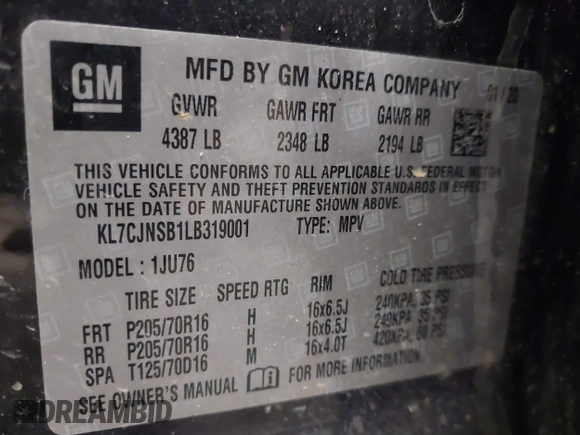 GM
MFD BY GM KOREA COMPANY 01/20
GVWR GAWR FRT GAWR RR
4387 LB 2348 LB 2194 LB
THIS VEHICLE CONFORMS TO ALL APPLICABLE U.S. FEDERAL MOTOR
VEHICLE SAFETY AND THEFT PREVENTION STANDARDS IN EFFECT
ON THE DATE OF MANUFACTURE SHOWN ABOVE.
KL7CJNSB1LB319001 TYPE: MPV
MODEL : 1JU76
TIRE SIZE SPEED RTG RIM COLD TIRE PRESSURE
FRT P205/70R16 H 16x6.5J 240KPA, 35 PSI
RR P205/70R16 H 16x6.5J 240KPA, 35 PSI
SPA T125/70D16 M 16x4.0T 420KPA, 60 PSI
SEE OWNER'S MANUAL FOR MORE INFORMATION
DREAMBID